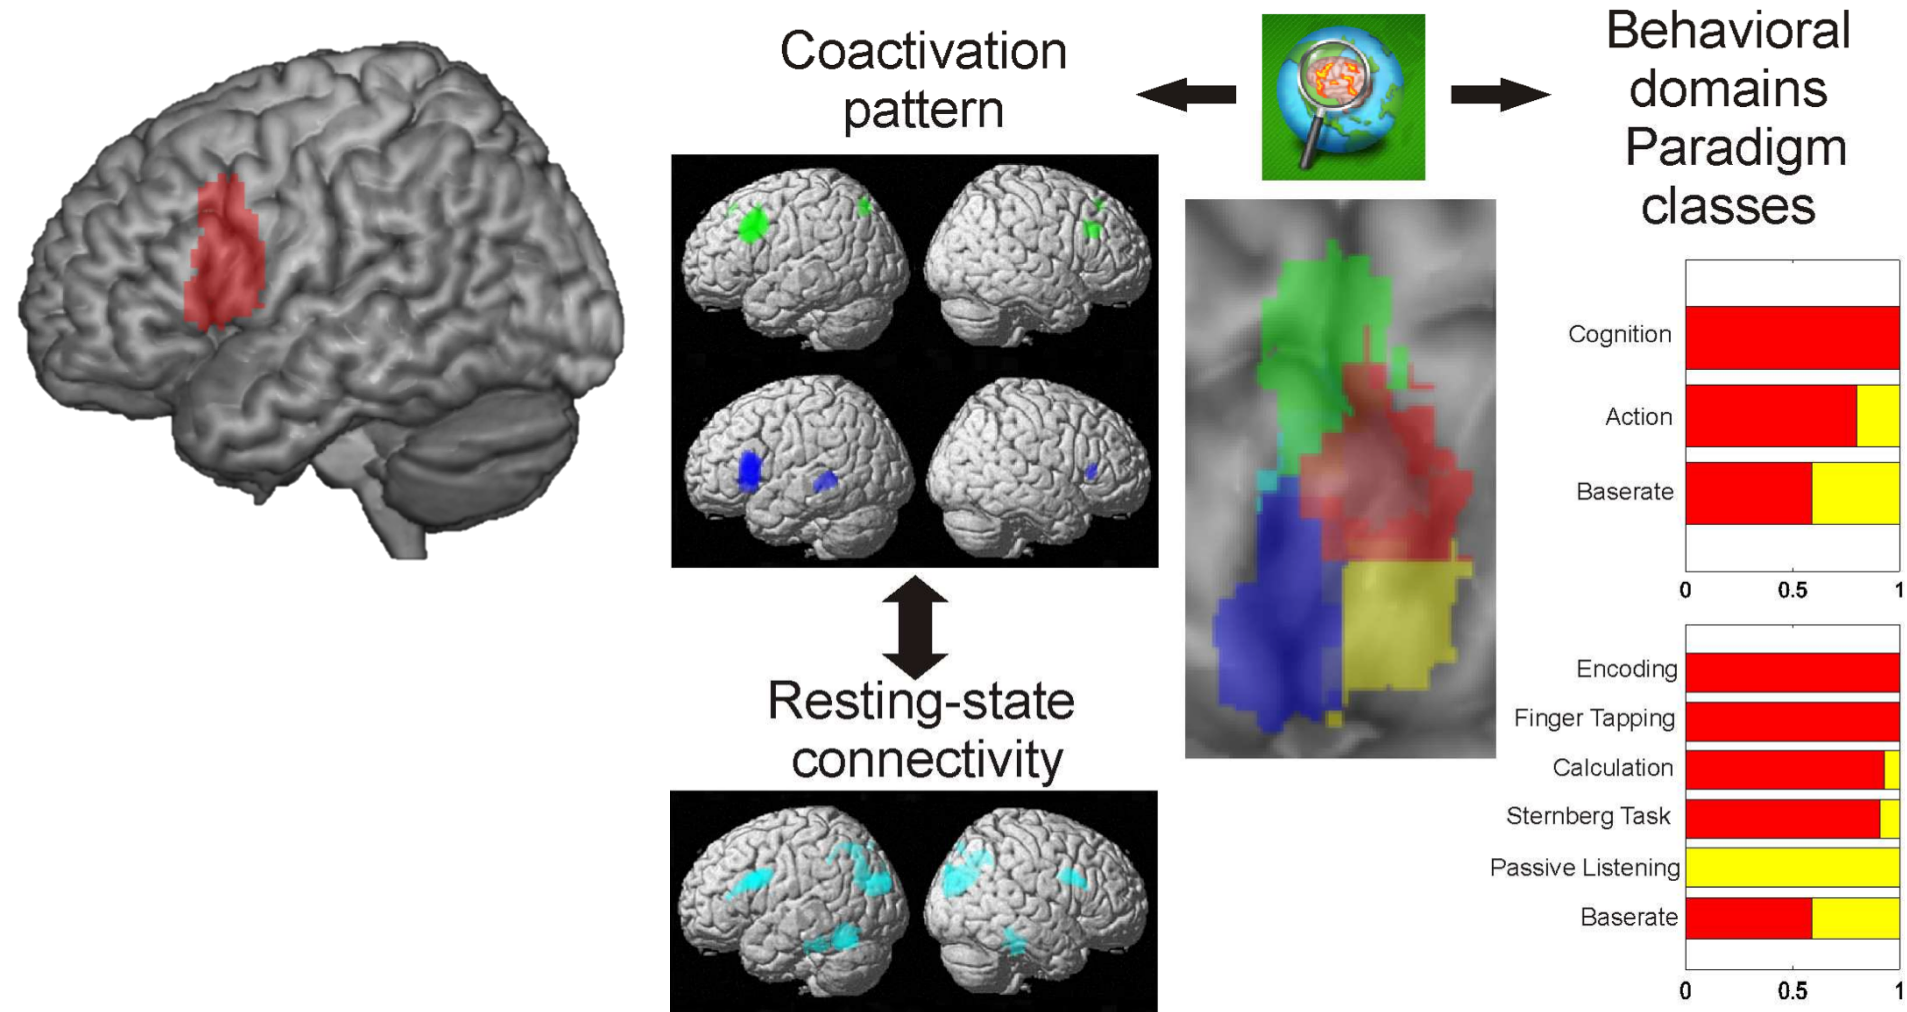 Coactivation
pattern
Behavioral
domains
Paradigm
classes
Cognition
Action
Baserate
0 0.5 1
Resting-state
connectivity
Encoding
Finger Tapping
Calculation
Sternberg Task
Passive Listening
Baserate
0 0.5 1